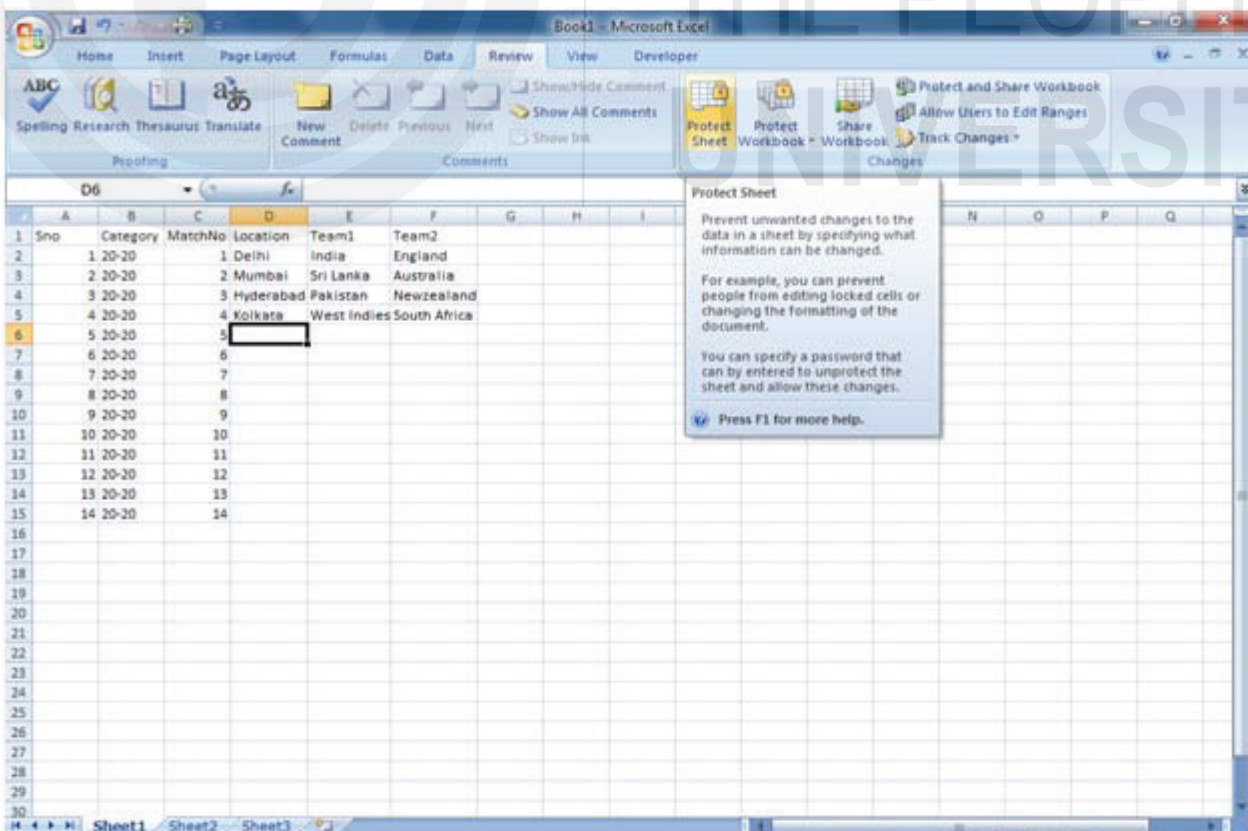 THE PEOPLE
UNIVERSIT
Book1 - Microsoft Excel
Home Insert Page Layout Formulas Data Review View Developer
ABC
Spelling Research Thesaurus Translate
Proofing
New Comment Delete Previous Next
Show/Hide Comment
Show All Comments
Show Ink
Comments
Protect Sheet Protect Workbook Share Workbook
Protect and Share Workbook
Allow Users to Edit Ranges
Track Changes
Changes
D6 fx
A B C D E F G H I N O P Q
1 Sno Category MatchNo Location Team1 Team2
2 1 20-20 1 Delhi India England
3 2 20-20 2 Mumbai Sri Lanka Australia
4 3 20-20 3 Hyderabad Pakistan Newzealand
5 4 20-20 4 Kolkata West Indies South Africa
6 5 20-20 5
7 6 20-20 6
8 7 20-20 7
9 8 20-20 8
10 9 20-20 9
11 10 20-20 10
12 11 20-20 11
13 12 20-20 12
14 13 20-20 13
15 14 20-20 14
16
17
18
19
20
21
22
23
24
25
26
27
28
29
30
Protect Sheet
Prevent unwanted changes to the
data in a sheet by specifying what
information can be changed.
For example, you can prevent
people from editing locked cells or
changing the formatting of the
document.
You can specify a password that
can by entered to unprotect the
sheet and allow these changes.
Press F1 for more help.
Sheet1 Sheet2 Sheet3